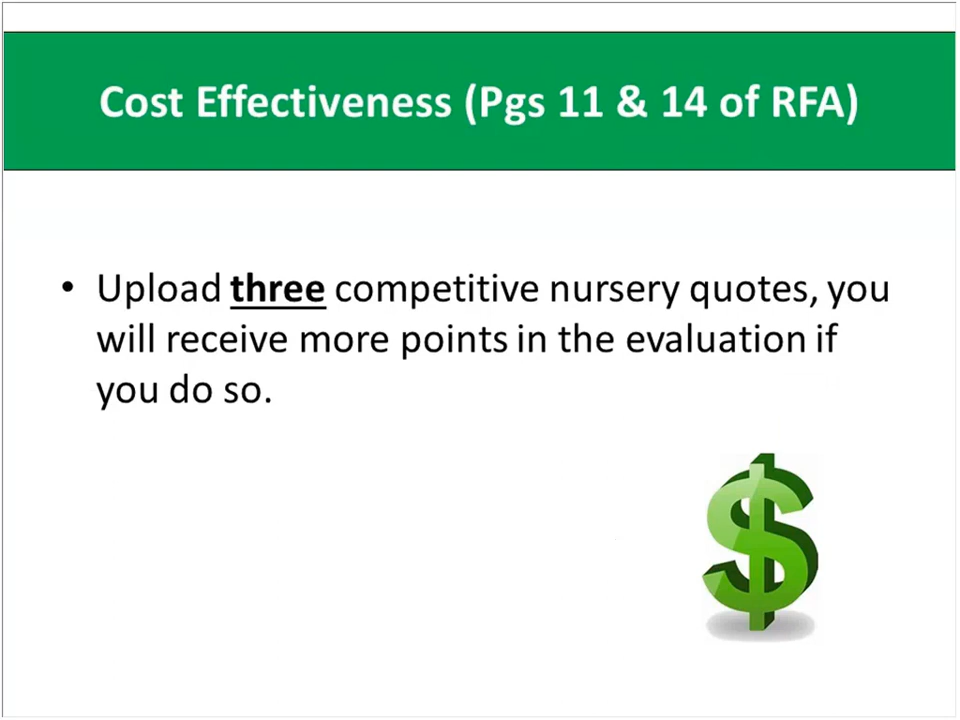 Cost Effectiveness (Pgs 11 & 14 of RFA)
• Upload three competitive nursery quotes, you
will receive more points in the evaluation if
you do so.